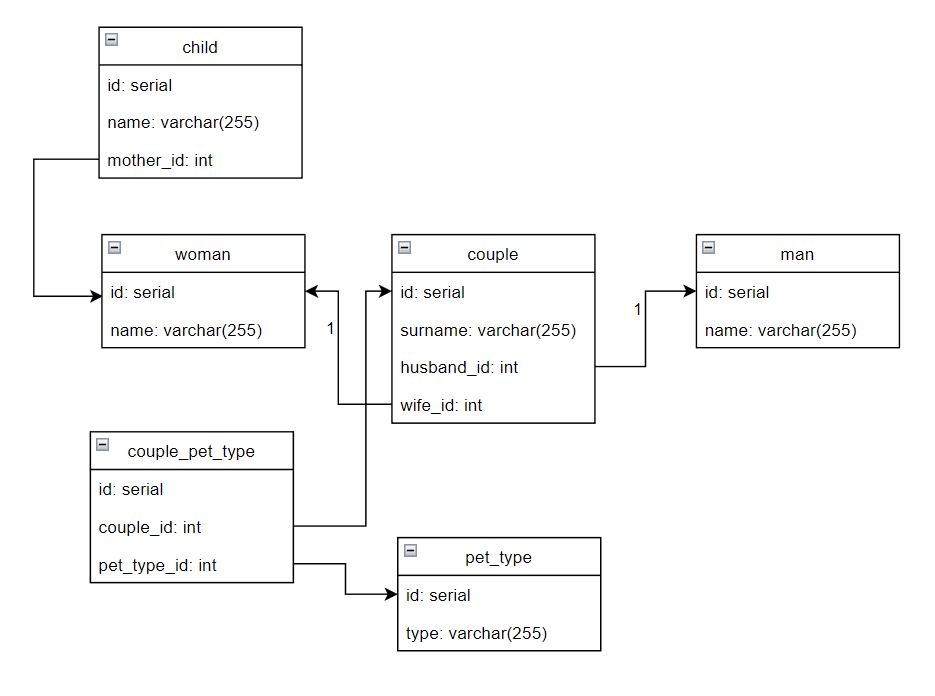 child
id: serial
name: varchar(255)
mother_id: int
woman
id: serial
name: varchar(255)
1
couple
id: serial
surname: varchar(255)
husband_id: int
wife_id: int
1
man
id: serial
name: varchar(255)
couple_pet_type
id: serial
couple_id: int
pet_type_id: int
pet_type
id: serial
type: varchar(255)